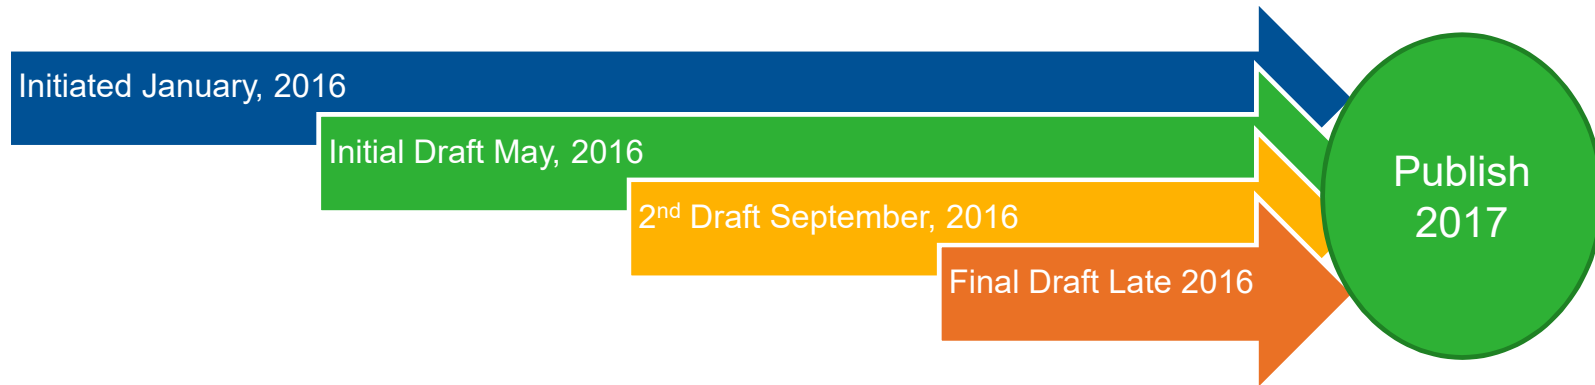 Initiated January, 2016
Initial Draft May, 2016
2nd Draft September, 2016
Final Draft Late 2016
Publish
2017